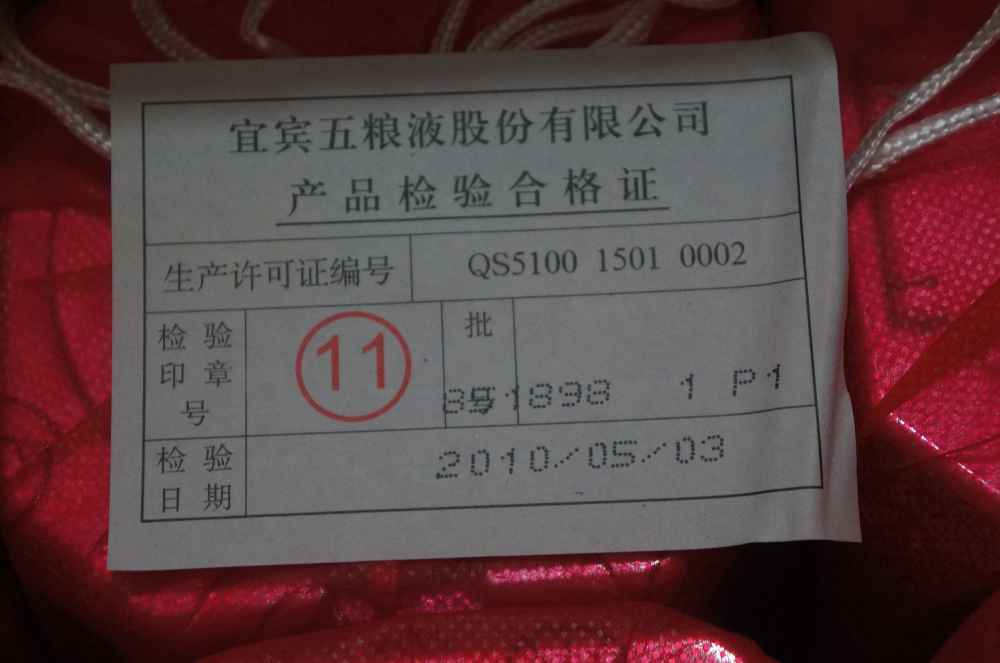 宜宾五粮液股份有限公司
产品检验合格证
生产许可证编号 QS5100 1501 0002
检验印章号 11 批号 1 P1
检验日期 2010/05/03